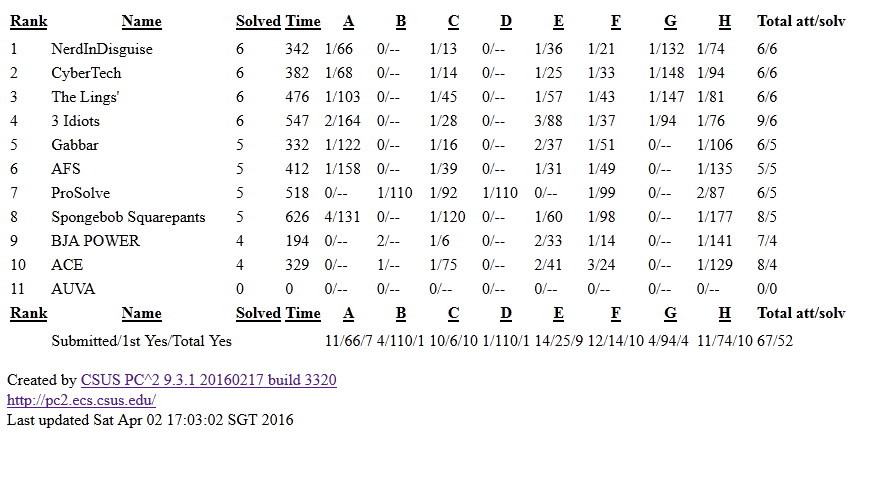 Rank Name Solved Time A B C D E F G H Total att/solv
1 NerdInDisguise 6 342 1/66 0/-- 1/13 0/-- 1/36 1/21 1/132 1/74 6/6
2 CyberTech 6 382 1/68 0/-- 1/14 0/-- 1/25 1/33 1/148 1/94 6/6
3 The Lings' 6 476 1/103 0/-- 1/45 0/-- 1/57 1/43 1/147 1/81 6/6
4 3 Idiots 6 547 2/164 0/-- 1/28 0/-- 3/88 1/37 1/94 1/76 9/6
5 Gabbar 5 332 1/122 0/-- 1/16 0/-- 2/37 1/51 0/-- 1/106 6/5
6 AFS 5 412 1/158 0/-- 1/39 0/-- 1/31 1/49 0/-- 1/135 5/5
7 ProSolve 5 518 0/-- 1/110 1/92 1/110 0/-- 1/99 0/-- 2/87 6/5
8 Spongebob Squarepants 5 626 4/131 0/-- 1/120 0/-- 1/60 1/98 0/-- 1/177 8/5
9 BJA POWER 4 194 0/-- 2/-- 1/6 0/-- 2/33 1/14 0/-- 1/141 7/4
10 ACE 4 329 0/-- 1/-- 1/75 0/-- 2/41 3/24 0/-- 1/129 8/4
11 AUVA 0 0 0/-- 0/-- 0/-- 0/-- 0/-- 0/-- 0/-- 0/-- 0/0
Rank Name Solved Time A B C D E F G H Total att/solv
Submitted/1st Yes/Total Yes 11/66/7 4/110/1 10/6/10 1/110/1 14/25/9 12/14/10 4/94/4 11/74/10 67/52
Created by CSUS PC^2 9.3.1 20160217 build 3320
http://pc2.ecs.csus.edu/
Last updated Sat Apr 02 17:03:02 SGT 2016